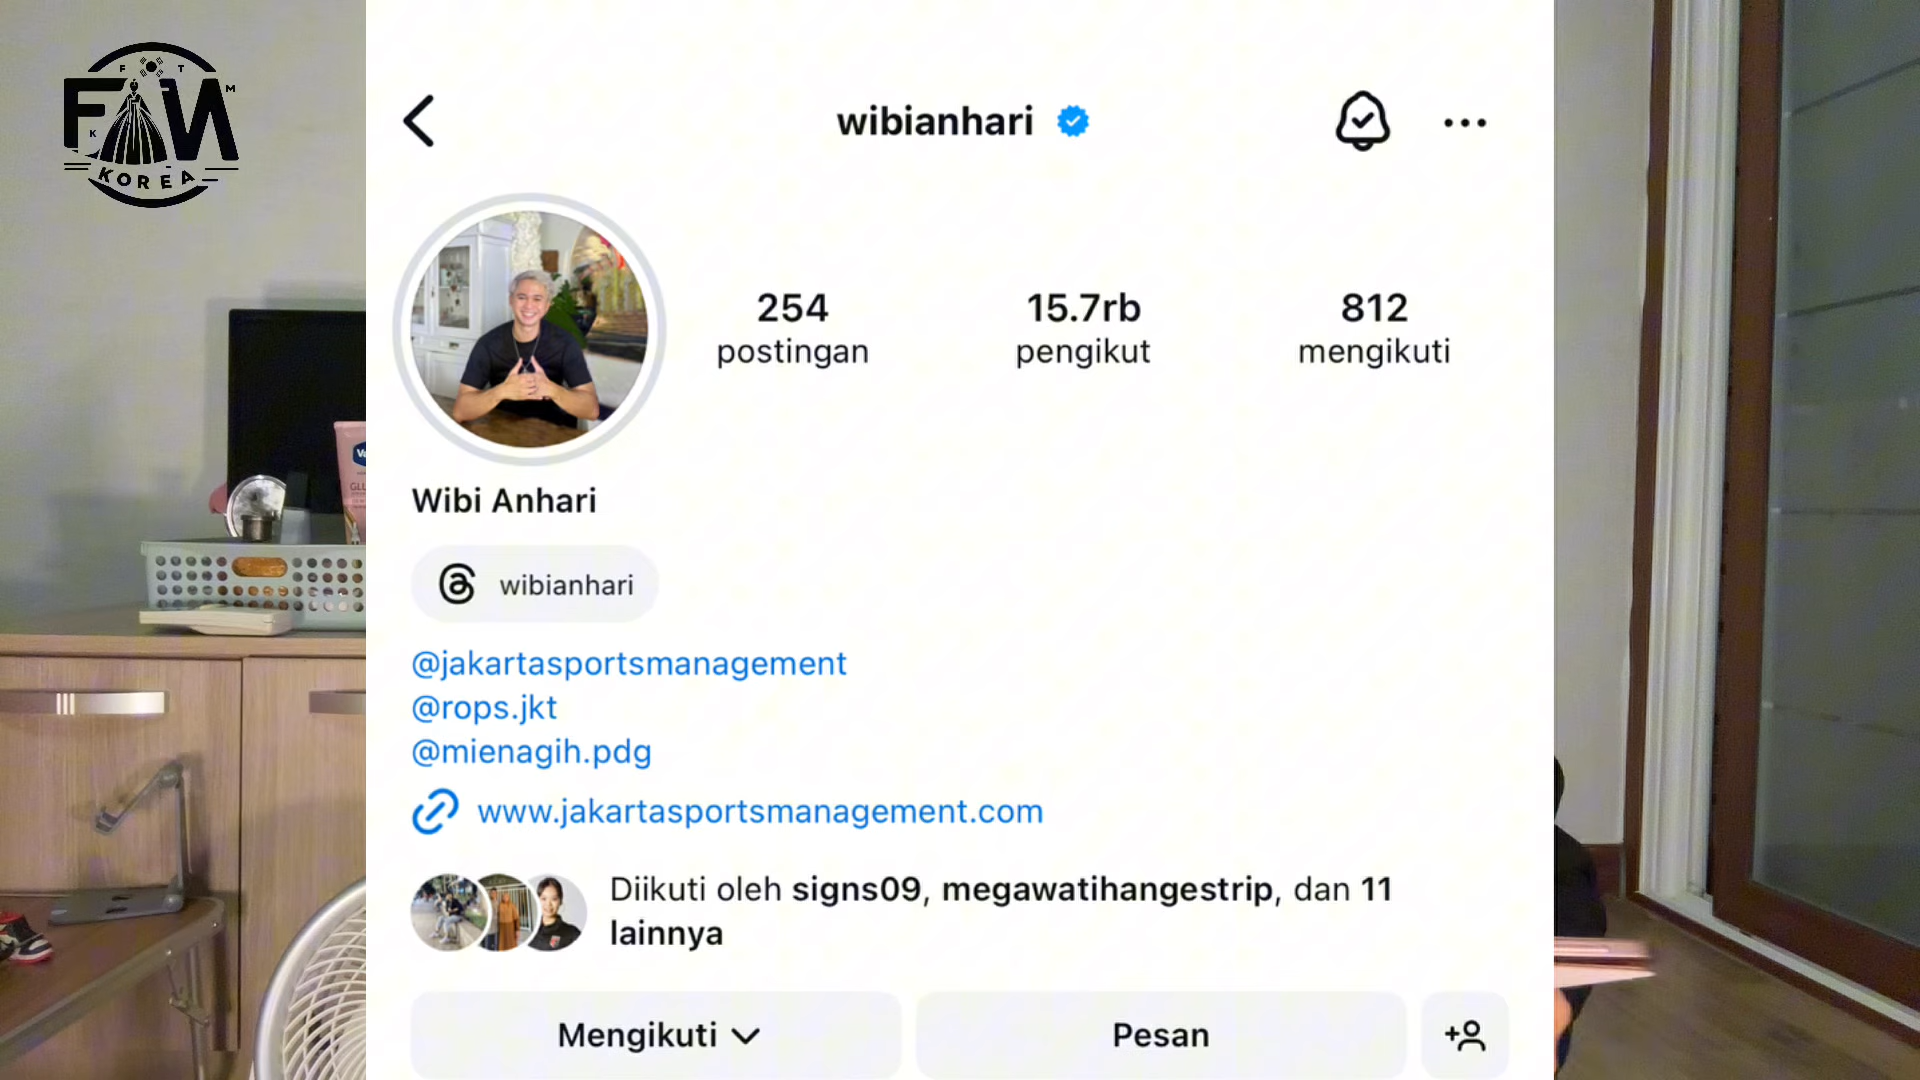 F T
FAN
K
M
KOREA
wibianhari
254
postingan
15.7rb
pengikut
812
mengikuti
Wibi Anhari
wibianhari
@jakartasportsmanagement
@rops.jkt
@mienagih.pdg
www.jakartasportsmanagement.com
Diikuti oleh signs09, megawatihangestrip, dan 11
lainnya
Mengikuti
Pesan